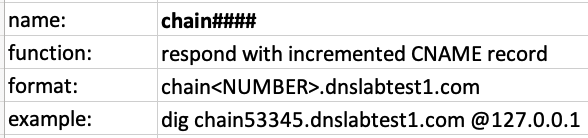 name: chain####
function: respond with incremented CNAME record
format: chain<NUMBER>.dnslabtest1.com
example: dig chain53345.dnslabtest1.com @127.0.0.1